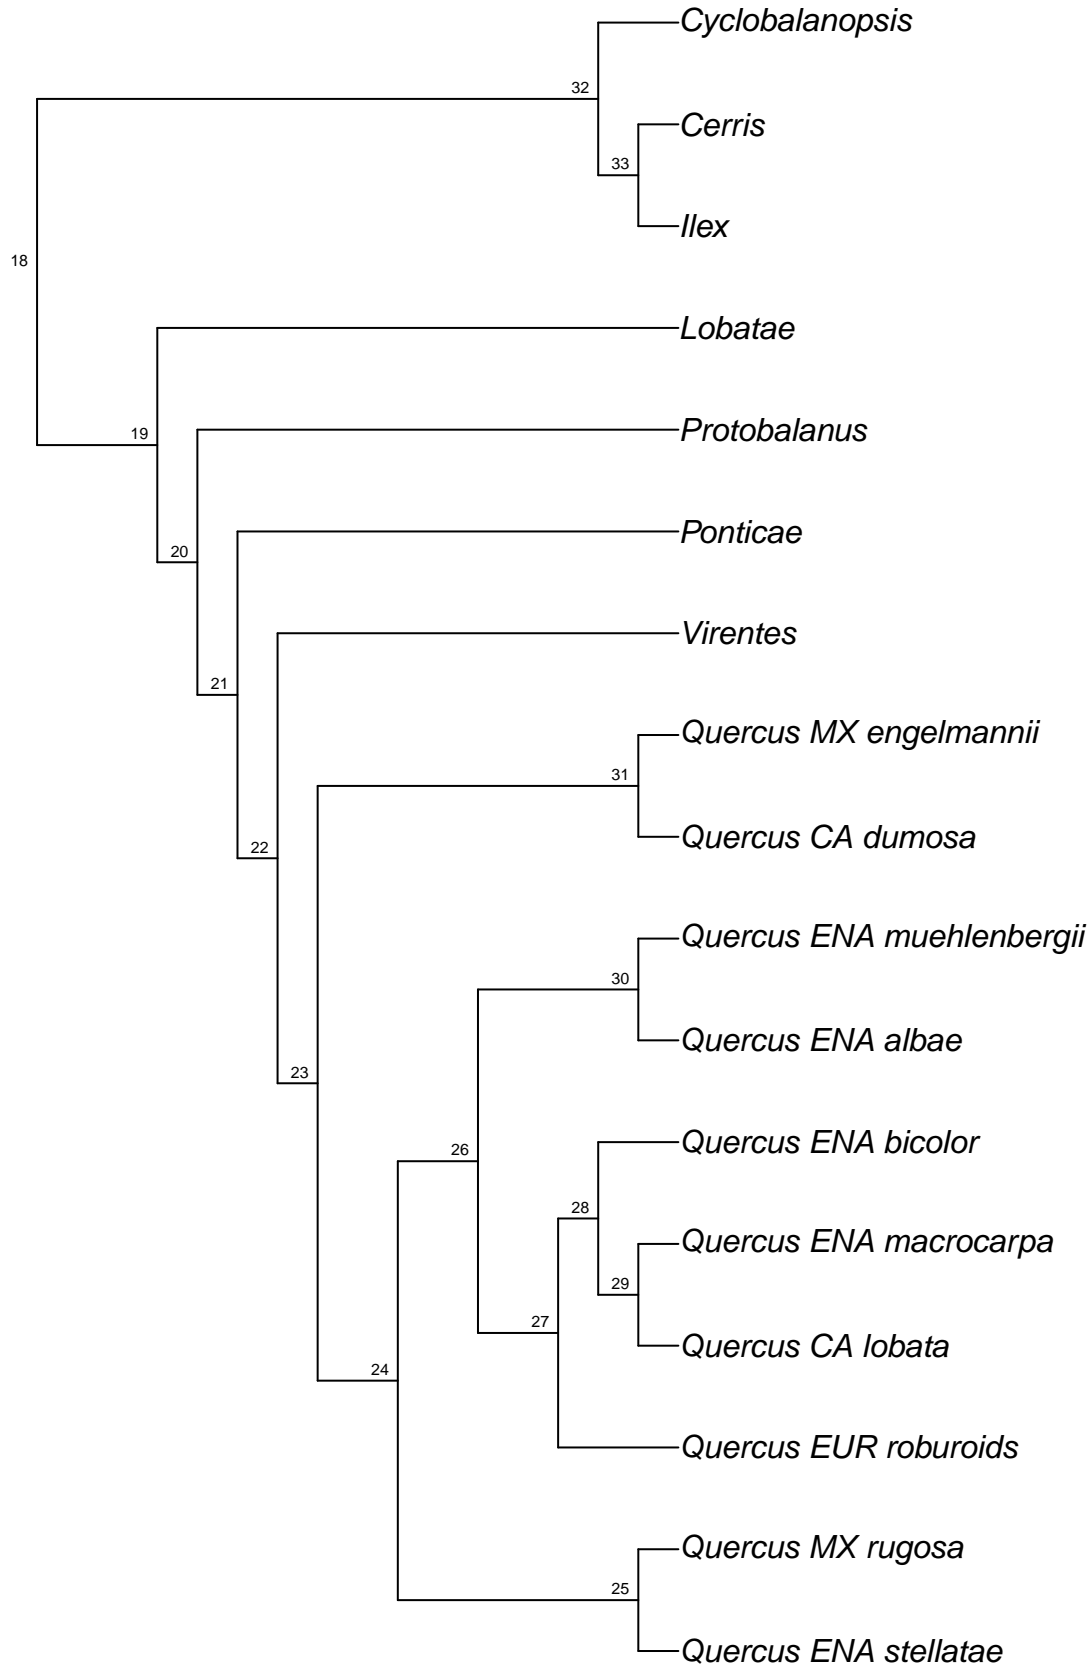 Cyclobalanopsis
32
Cerris
33
Ilex
18
Lobatae
Protobalanus
19
Ponticae
20
Virentes
21
Quercus MX engelmannii
31
Quercus CA dumosa
22
Quercus ENA muehlenbergii
30
Quercus ENA albae
23
Quercus ENA bicolor
26
28
Quercus ENA macrocarpa
29
27
Quercus CA lobata
24
Quercus EUR roburoids
Quercus MX rugosa
25
Quercus ENA stellatae